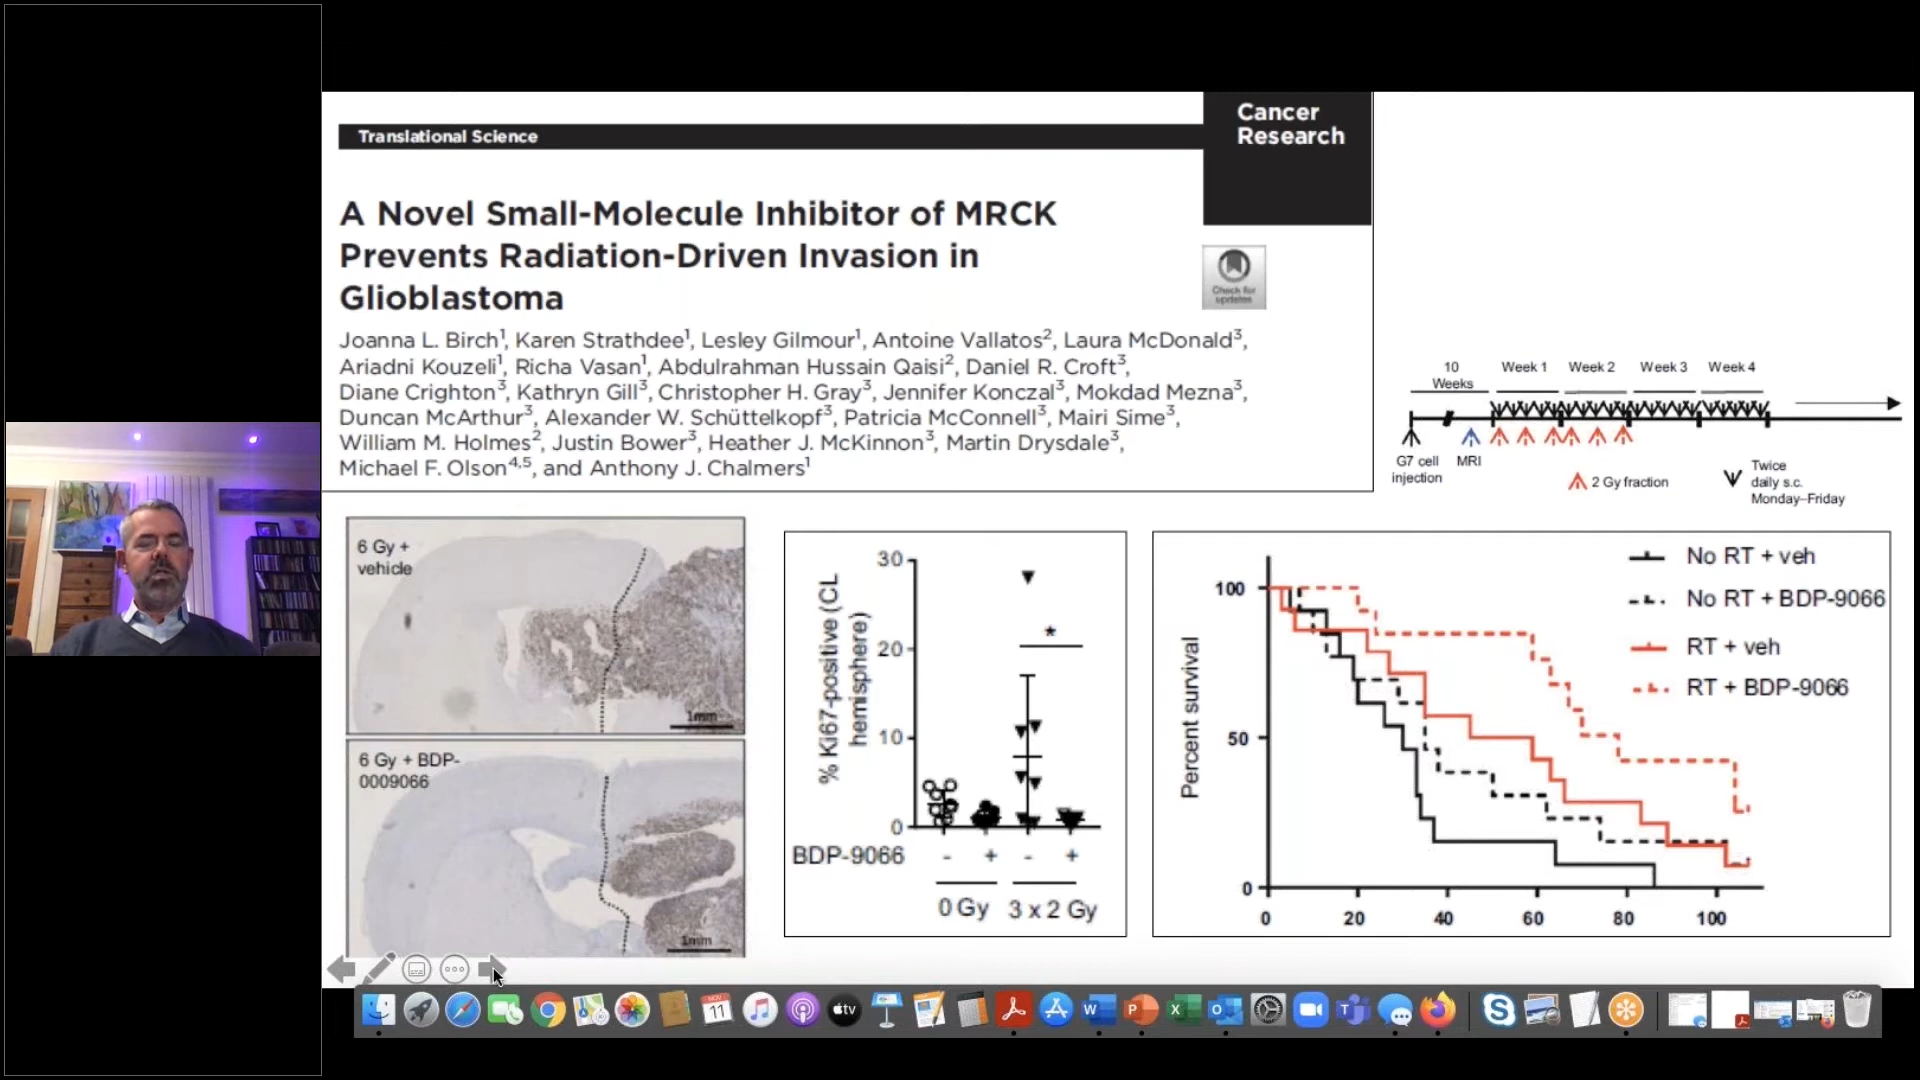 Translational Science
Cancer
Research
A Novel Small-Molecule Inhibitor of MRCK
Prevents Radiation-Driven Invasion in
Glioblastoma
Check for
updates
Joanna L. Birch¹, Karen Strathdee¹, Lesley Gilmour¹, Antoine Vallatos², Laura McDonald³,
Ariadni Kouzeli¹, Richa Vasan¹, Abdulrahman Hussain Qaisi², Daniel R. Croft³,
Diane Crighton³, Kathryn Gill³, Christopher H. Gray³, Jennifer Konczal³, Mokdad Mezna³,
Duncan McArthur³, Alexander W. Schüttelkopf³, Patricia McConnell³, Mairi Sime³,
William M. Holmes², Justin Bower³, Heather J. McKinnon³, Martin Drysdale³,
Michael F. Olson⁴,⁵, and Anthony J. Chalmers¹
10
Weeks
Week 1 Week 2 Week 3 Week 4
G7 cell
injection
MRI
2 Gy fraction
Twice
daily s.c.
Monday–Friday
6 Gy +
vehicle
1mm
6 Gy + BDP-
0009066
1mm
% Ki67-positive (CL
hemisphere)
30
20
10
0
*
BDP-9066 - + - +
0 Gy 3 x 2 Gy
Percent survival
100
50
0
0 20 40 60 80 100
No RT + veh
No RT + BDP-9066
RT + veh
RT + BDP-9066
NOV
11
tv
W
P
X
O
T
S